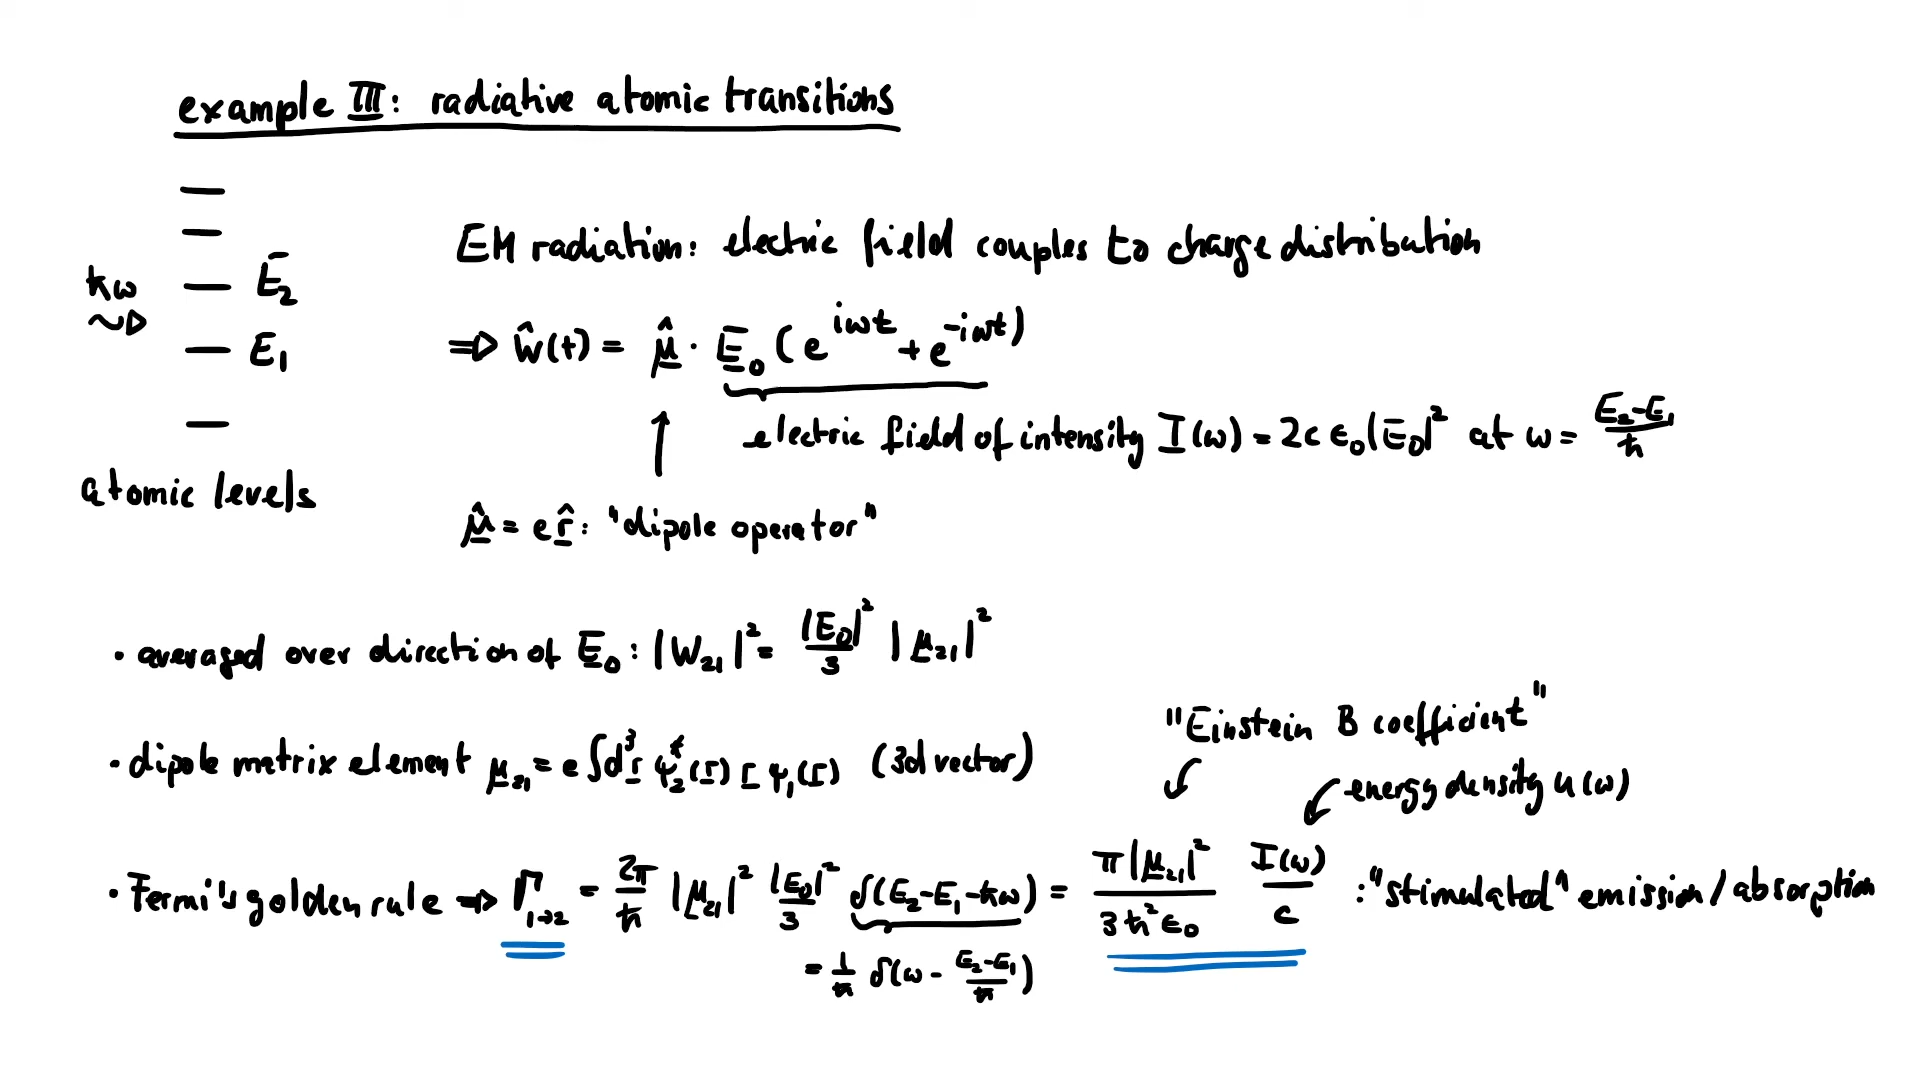 example III: radiative atomic transitions
EM radiation: electric field couples to charge distribution
ħω
E₂
E₁
⇒ ŵ(t) = μ̂ · E₀ (e^{iωt} + e^{-iωt})
electric field of intensity I(ω) = 2c ε₀|E₀|² at ω = (E₂-E₁)/ħ
atomic levels
μ̂ = e r̂ : "dipole operator"
· averaged over direction of E₀ : |W₂₁|² = |E₀|²/3 |μ₂₁|²
"Einstein B coefficient"
· dipole matrix element μ₂₁ = e ∫d³r ψ₂*(r) r ψ₁(r) (3d vector)
energy density u(ω)
· Fermi's golden rule ⇒ Γ₁→₂ = 2π/ħ |μ₂₁|² |E₀|²/3 δ(E₂-E₁-ħω) = π|μ₂₁|²/(3ħ²ε₀) I(ω)/c : "stimulated" emission/absorption
= 1/ħ δ(ω - (E₂-E₁)/ħ)